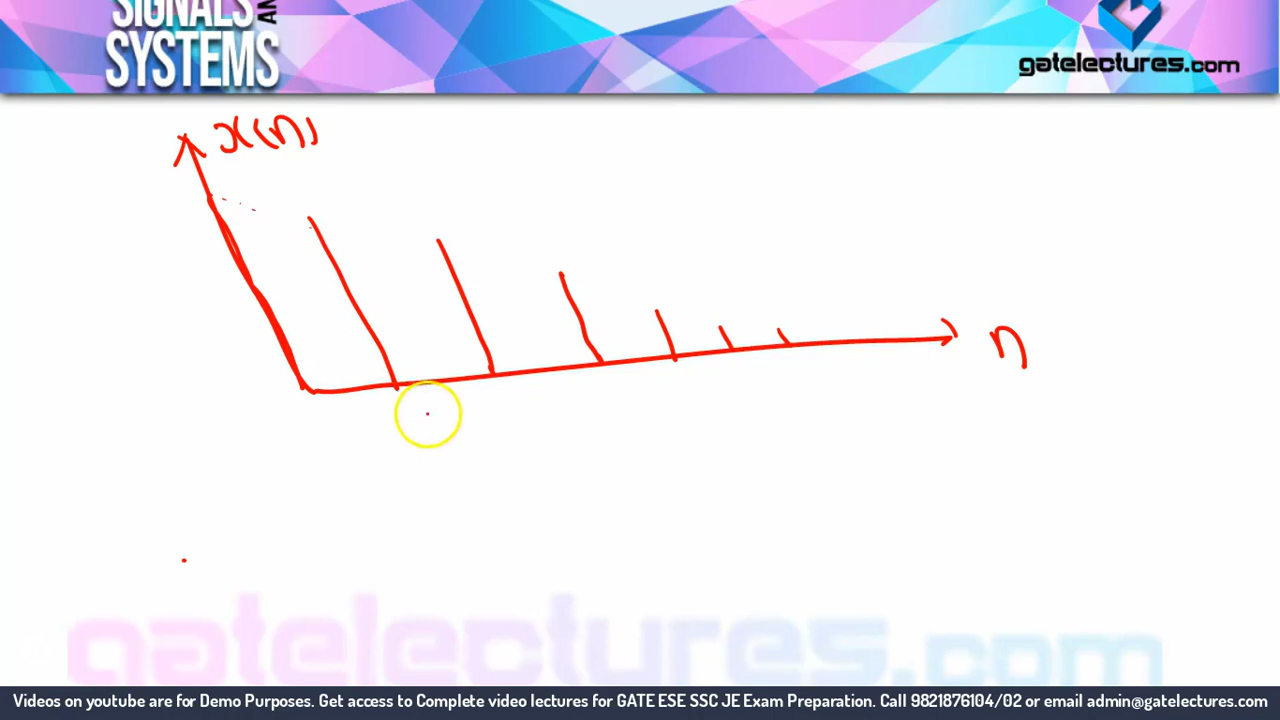 SIGNALS AND
SYSTEMS
gatelectures.com
x(n)
n
gatelectures.com
Videos on youtube are for Demo Purposes. Get access to Complete video lectures for GATE ESE SSC JE Exam Preparation. Call 9821876104/02 or email admin@gatelectures.com